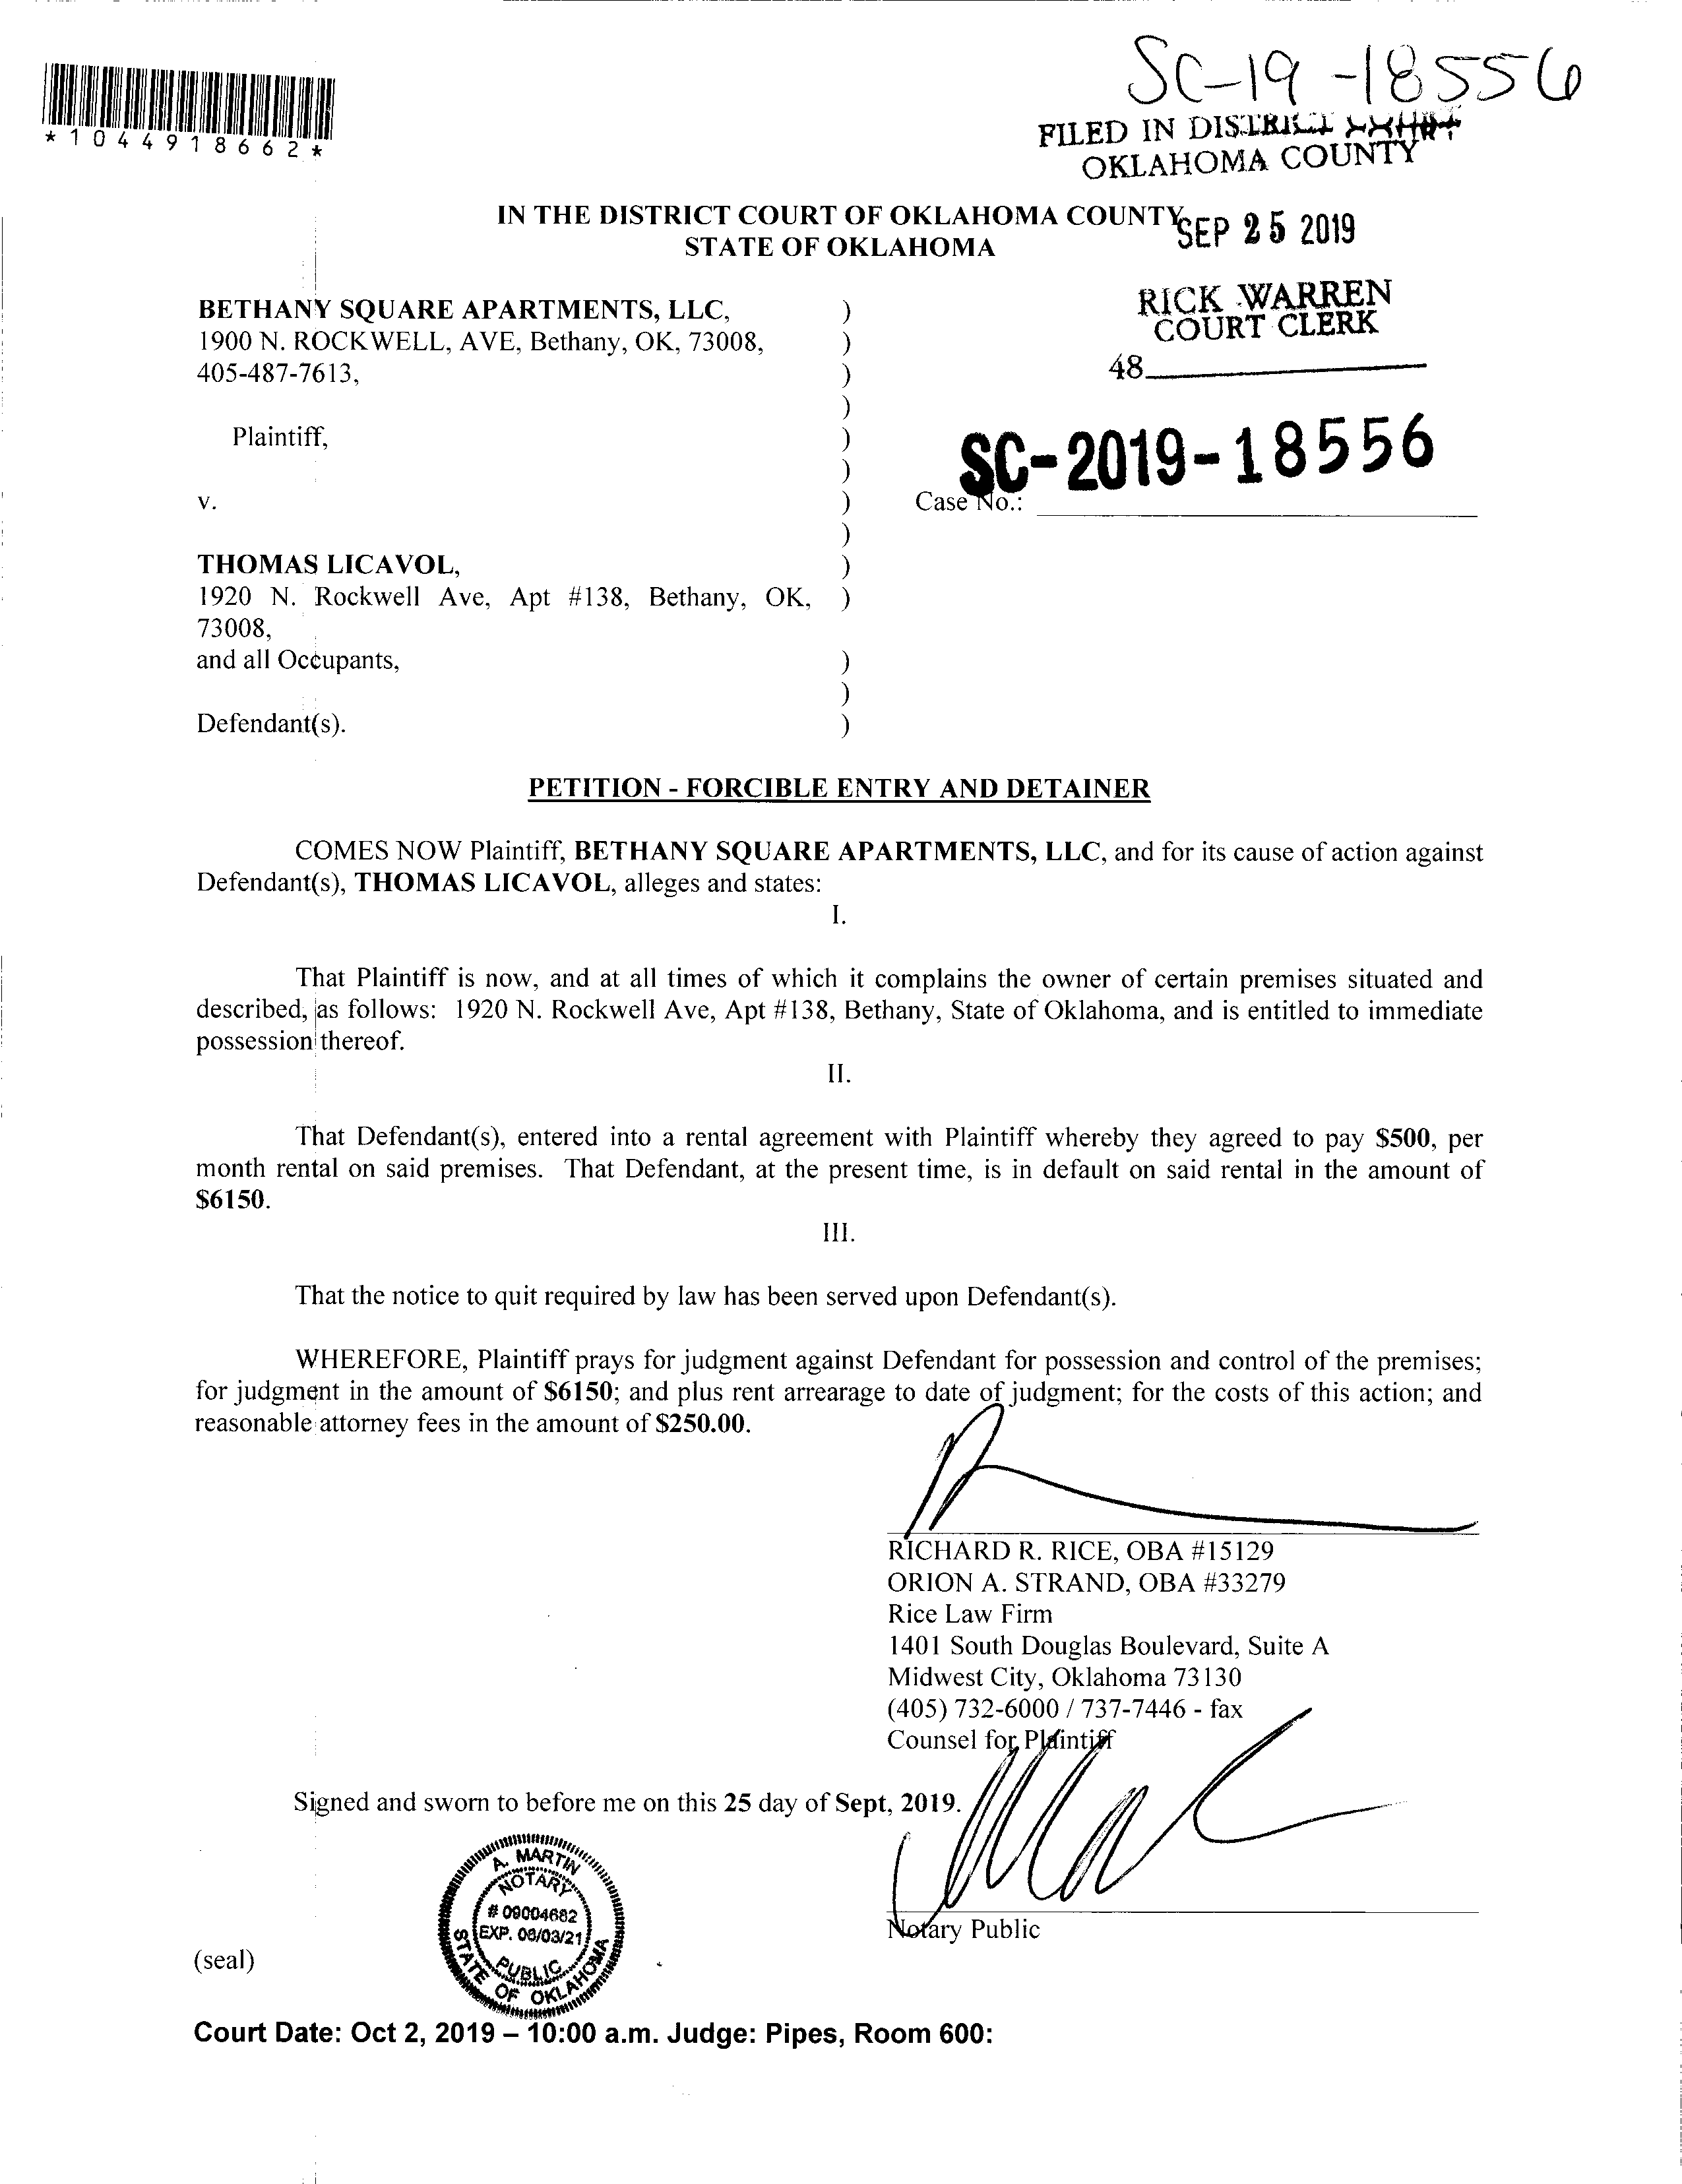 SC-19-18556
*1044918662*
FILED IN DISTRICT COURT
OKLAHOMA COUNTY
IN THE DISTRICT COURT OF OKLAHOMA COUNTY
STATE OF OKLAHOMA
SEP 25 2019
RICK WARREN
COURT CLERK
48
BETHANY SQUARE APARTMENTS, LLC, )
1900 N. ROCKWELL, AVE, Bethany, OK, 73008, )
405-487-7613, )
)
Plaintiff, )
)
SC-2019-18556
v. ) Case No.:
)
THOMAS LICAVOL, )
1920 N. Rockwell Ave, Apt #138, Bethany, OK, )
73008,
and all Occupants, )
)
Defendant(s). )
PETITION - FORCIBLE ENTRY AND DETAINER
COMES NOW Plaintiff, BETHANY SQUARE APARTMENTS, LLC, and for its cause of action against
Defendant(s), THOMAS LICAVOL, alleges and states:
I.
That Plaintiff is now, and at all times of which it complains the owner of certain premises situated and
described, as follows: 1920 N. Rockwell Ave, Apt #138, Bethany, State of Oklahoma, and is entitled to immediate
possession thereof.
II.
That Defendant(s), entered into a rental agreement with Plaintiff whereby they agreed to pay $500, per
month rental on said premises. That Defendant, at the present time, is in default on said rental in the amount of
$6150.
III.
That the notice to quit required by law has been served upon Defendant(s).
WHEREFORE, Plaintiff prays for judgment against Defendant for possession and control of the premises;
for judgment in the amount of $6150; and plus rent arrearage to date of judgment; for the costs of this action; and
reasonable attorney fees in the amount of $250.00.
RICHARD R. RICE, OBA #15129
ORION A. STRAND, OBA #33279
Rice Law Firm
1401 South Douglas Boulevard, Suite A
Midwest City, Oklahoma 73130
(405) 732-6000 / 737-7446 - fax
Counsel for Plaintiff
Signed and sworn to before me on this 25 day of Sept, 2019.
A. MARTIN
NOTARY
# 09004682
EXP. 06/03/21
PUBLIC
STATE OF OKLAHOMA
Notary Public
(seal)
Court Date: Oct 2, 2019 – 10:00 a.m. Judge: Pipes, Room 600: